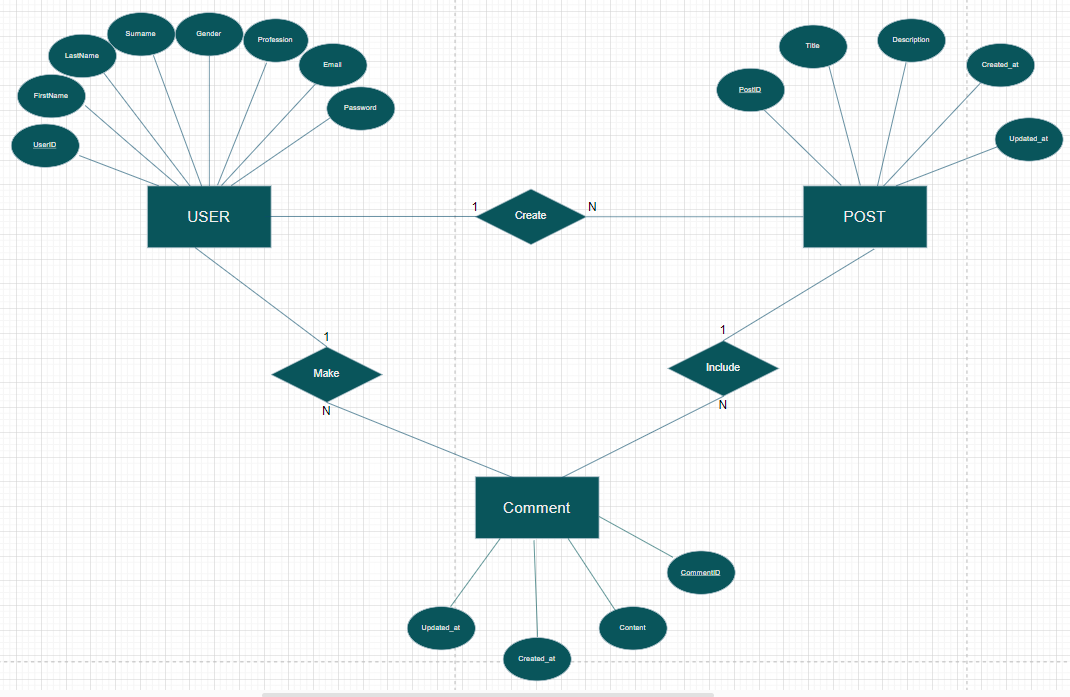 Surname
Gender
Profession
LastName
Email
FirstName
Password
UserID
Title
Description
Created_at
PostID
Updated_at
USER
1
Create
N
POST
1
Make
N
1
Include
N
Comment
CommentID
Updated_at
Content
Created_at